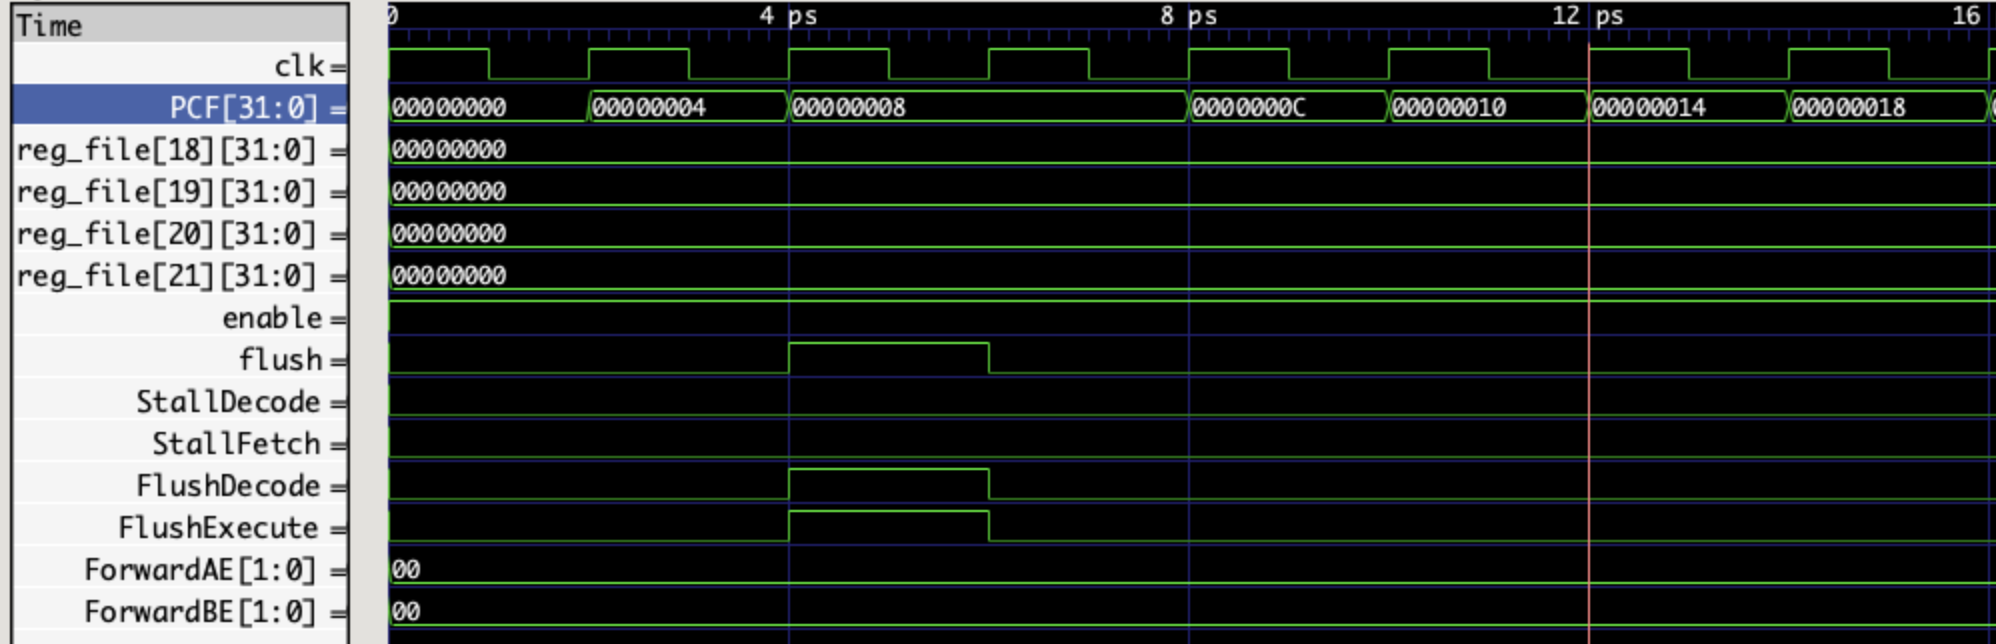 Time 0 4 ps 8 ps 12 ps 16
clk=
PCF[31:0] = 00000000 00000004 00000008 0000000C 00000010 00000014 00000018
reg_file[18][31:0] = 00000000
reg_file[19][31:0] = 00000000
reg_file[20][31:0] = 00000000
reg_file[21][31:0] = 00000000
enable =
flush =
StallDecode =
StallFetch =
FlushDecode =
FlushExecute =
ForwardAE[1:0] = 00
ForwardBE[1:0] = 00